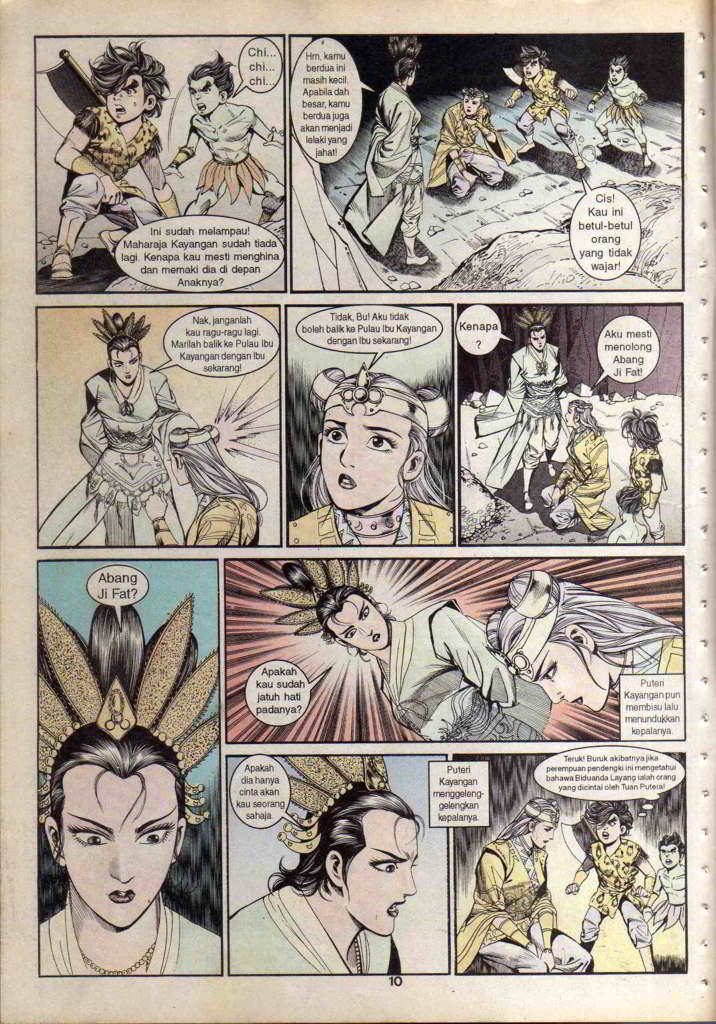 Chi...
chi...
chi...
Ini sudah melampau!
Maharaja Kayangan sudah tiada
lagi. Kenapa kau mesti menghina
dan memaki dia di depan
Anaknya?
Hm, kamu
berdua ini
masih kecil.
Apabila dah
besar, kamu
berdua juga
akan menjadi
lelaki yang
jahat!
Cis!
Kau ini
betul-betul
orang
yang tidak
wajar!
Nak, janganlah
kau ragu-ragu lagi.
Marilah balik ke Pulau Ibu
Kayangan dengan Ibu
sekarang!
Tidak, Bu! Aku tidak
boleh balik ke Pulau Ibu Kayangan
dengan Ibu sekarang!
Kenapa
?
Aku mesti
menolong
Abang
Ji Fat!
Abang
Ji Fat?
Apakah
kau sudah
jatuh hati
padanya?
Puteri
Kayangan pun
membisu lalu
menundukkan
kepalanya.
Apakah
dia hanya
cinta akan
kau seorang
sahaja.
Puteri
Kayangan
menggeleng-
gelengkan
kepalanya.
Teruk! Buruk akibatnya jika
perempuan pendengki ini mengetahui
bahawa Biduanda Layang ialah orang
yang dicintai oleh Tuan Putera!
10